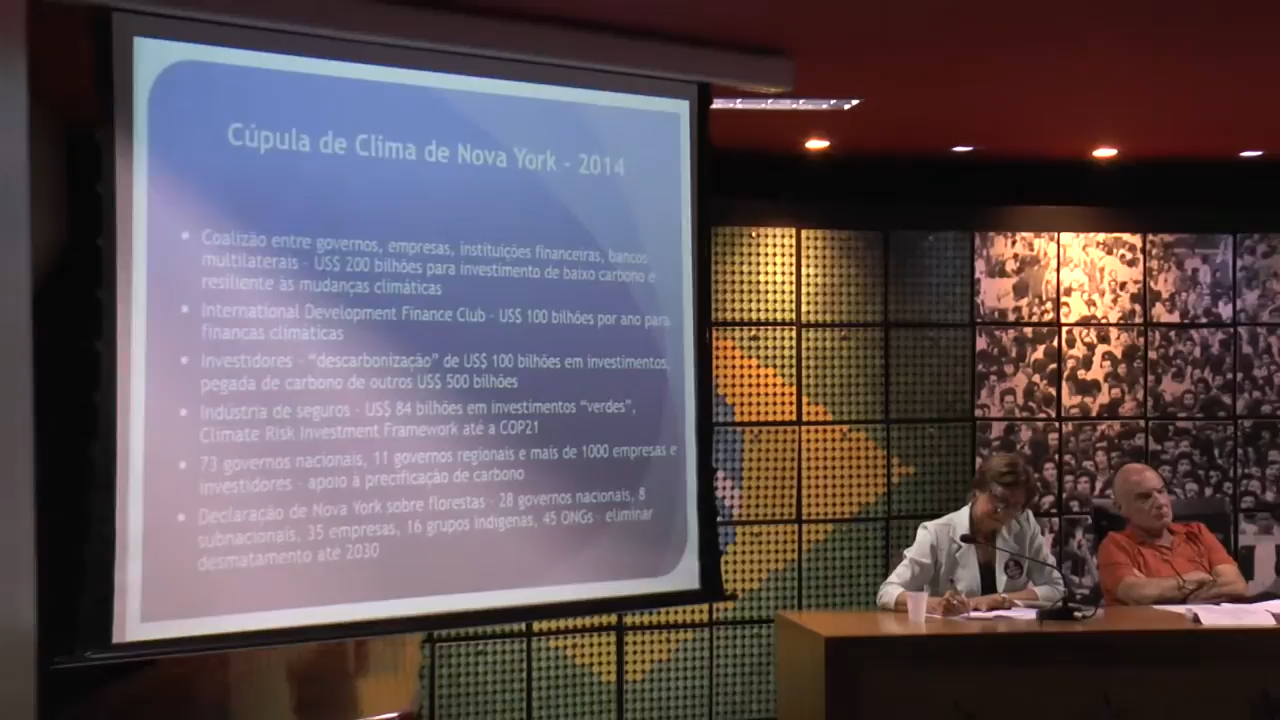 Cúpula de Clima de Nova York - 2014
• Coalizão entre governos, empresas, instituições financeiras, bancos
multilaterais - US$ 200 bilhões para investimento de baixo carbono e
resiliente às mudanças climáticas
• International Development Finance Club - US$ 100 bilhões por ano para
finanças climáticas
• Investidores - “descarbonização” de US$ 100 bilhões em investimentos,
pegada de carbono de outros US$ 500 bilhões
• Indústria de seguros - US$ 84 bilhões em investimentos “verdes”,
Climate Risk Investment Framework até a COP21
• 73 governos nacionais, 11 governos regionais e mais de 1000 empresas e
investidores - apoio à precificação de carbono
• Declaração de Nova York sobre florestas - 28 governos nacionais, 8
subnacionais, 35 empresas, 16 grupos indígenas, 45 ONGs - eliminar
desmatamento até 2030